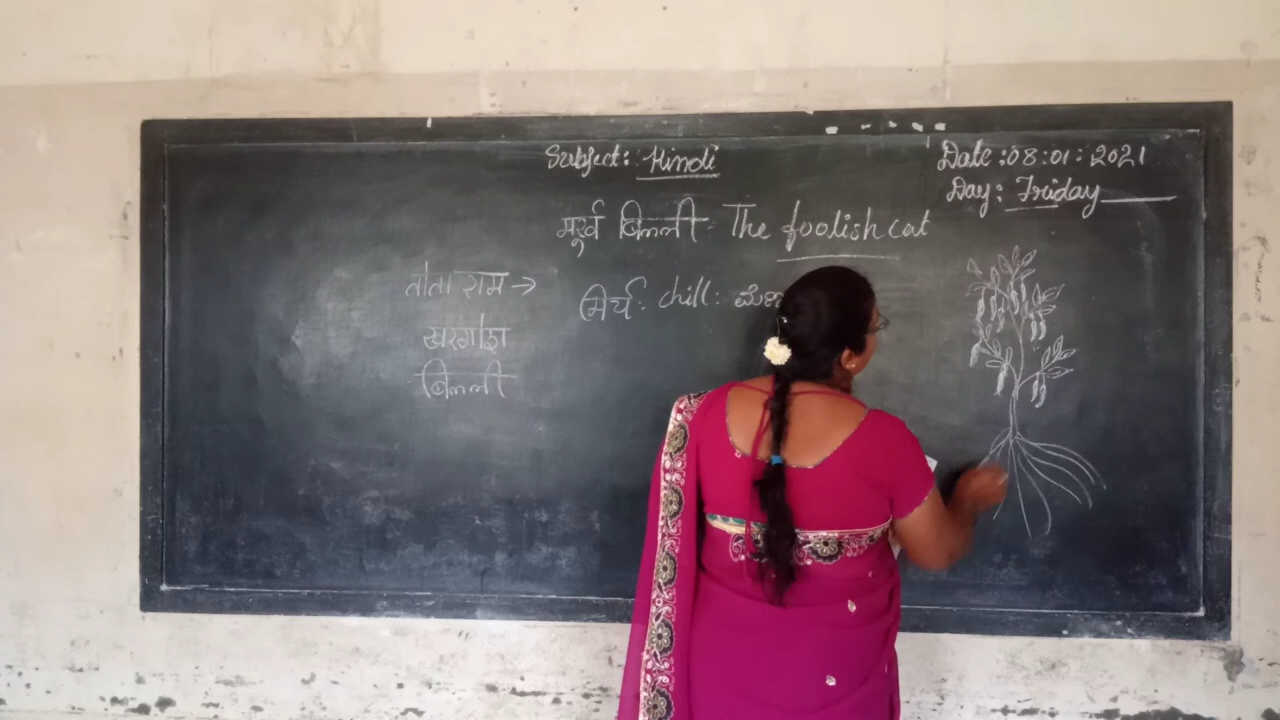 Subject: Hindi
Date: 08:01:2021
Day: Friday
मूर्ख बिल्ली - The foolish cat
तोता राम →
मिर्च: chill: ಮೆಣ
खरगोश
बिल्ली